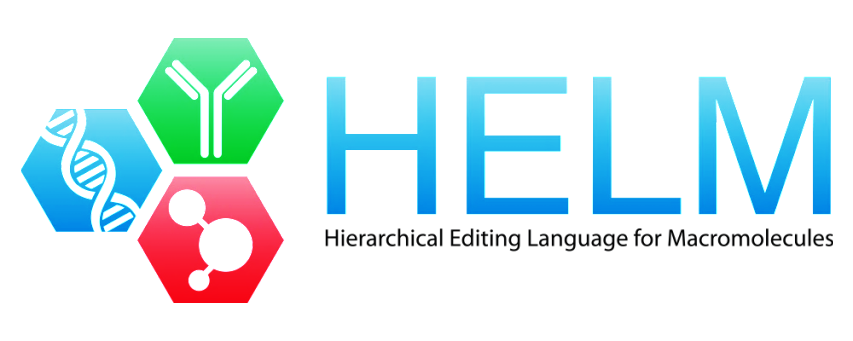 HELM
Hierarchical Editing Language for Macromolecules